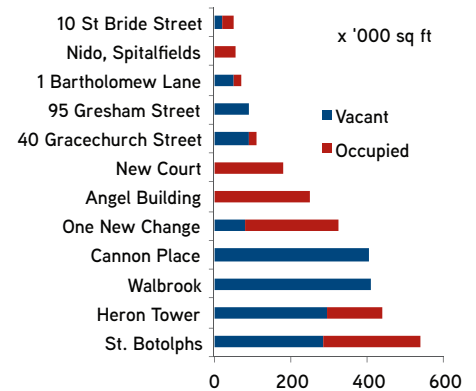 10 St Bride Street
x '000 sq ft
Nido, Spitalfields
1 Bartholomew Lane
95 Gresham Street
Vacant
40 Gracechurch Street
Occupied
New Court
Angel Building
One New Change
Cannon Place
Walbrook
Heron Tower
St. Botolphs
0 200 400 600